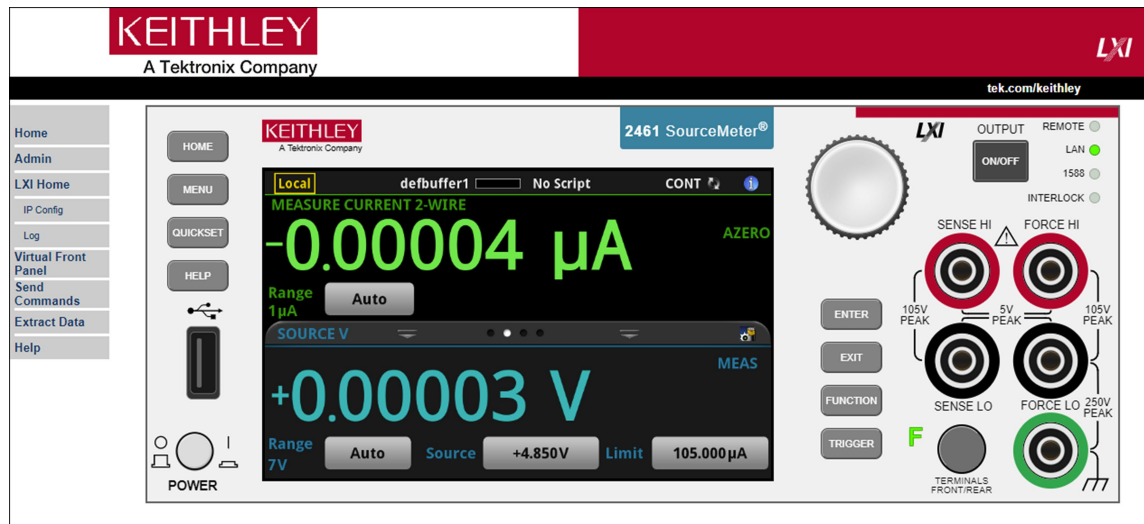 KEITHLEY
A Tektronix Company
LXI
tek.com/keithley
Home
Admin
LXI Home
IP Config
Log
Virtual Front
Panel
Send
Commands
Extract Data
Help
HOME
MENU
QUICKSET
HELP
POWER
KEITHLEY
A Tektronix Company
2461 SourceMeter®
Local defbuffer1 No Script CONT
MEASURE CURRENT 2-WIRE
-0.00004 µA
AZERO
Range
1µA
Auto
SOURCE V
MEAS
+0.00003 V
Range
7V
Auto
Source
+4.850V
Limit
105.000µA
LXI
OUTPUT
ON/OFF
REMOTE
LAN
1588
INTERLOCK
SENSE HI
FORCE HI
ENTER
EXIT
FUNCTION
TRIGGER
105V
PEAK
5V
PEAK
105V
PEAK
SENSE LO
FORCE LO
250V
PEAK
F
TERMINALS
FRONT/REAR